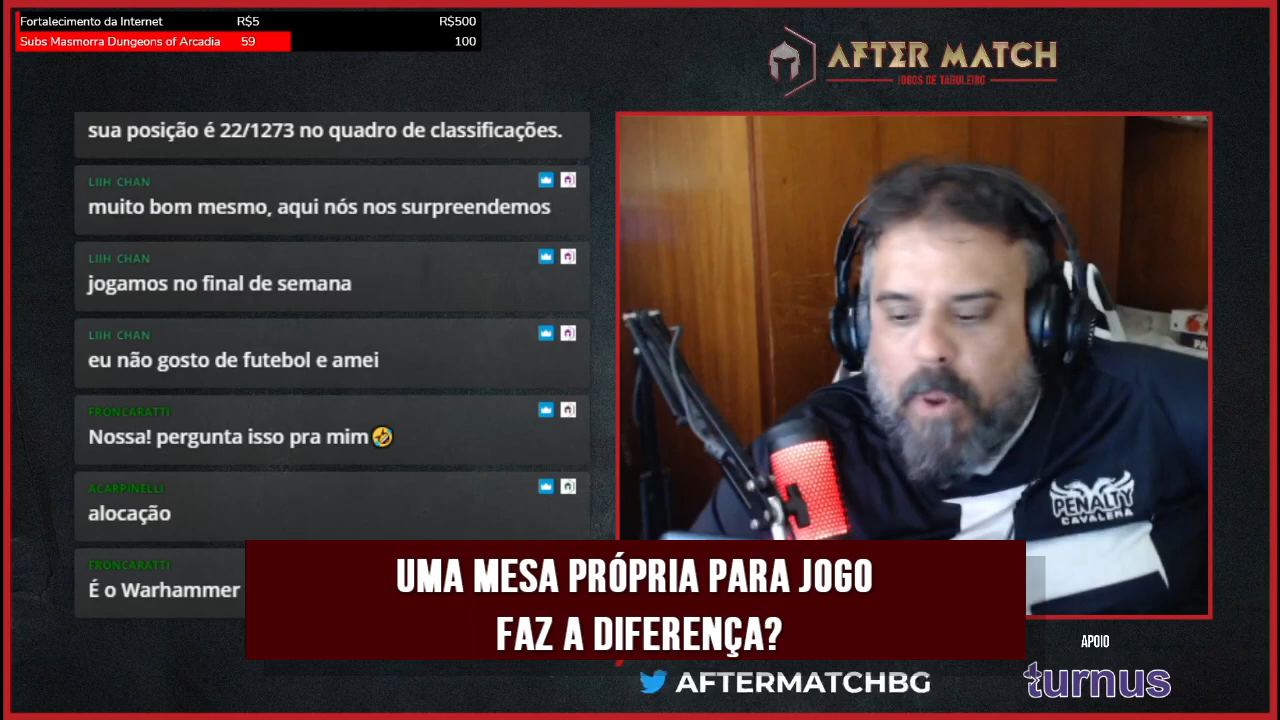 Fortalecimento da Internet R$5 R$500
Subs Masmorra Dungeons of Arcadia 59 100
AFTER MATCH
JOGOS DE TABULEIRO
sua posição é 22/1273 no quadro de classificações.
LIIH CHAN
muito bom mesmo, aqui nós nos surpreendemos
LIIH CHAN
jogamos no final de semana
LIIH CHAN
eu não gosto de futebol e amei
FRONCARATTI
Nossa! pergunta isso pra mim🤣
ACARPINELLI
alocação
FRONCARATTI
É o Warhammer
PENALTY
CAVALERA
UMA MESA PRÓPRIA PARA JOGO
FAZ A DIFERENÇA?
AFTERMATCHBG
APOIO
turnus